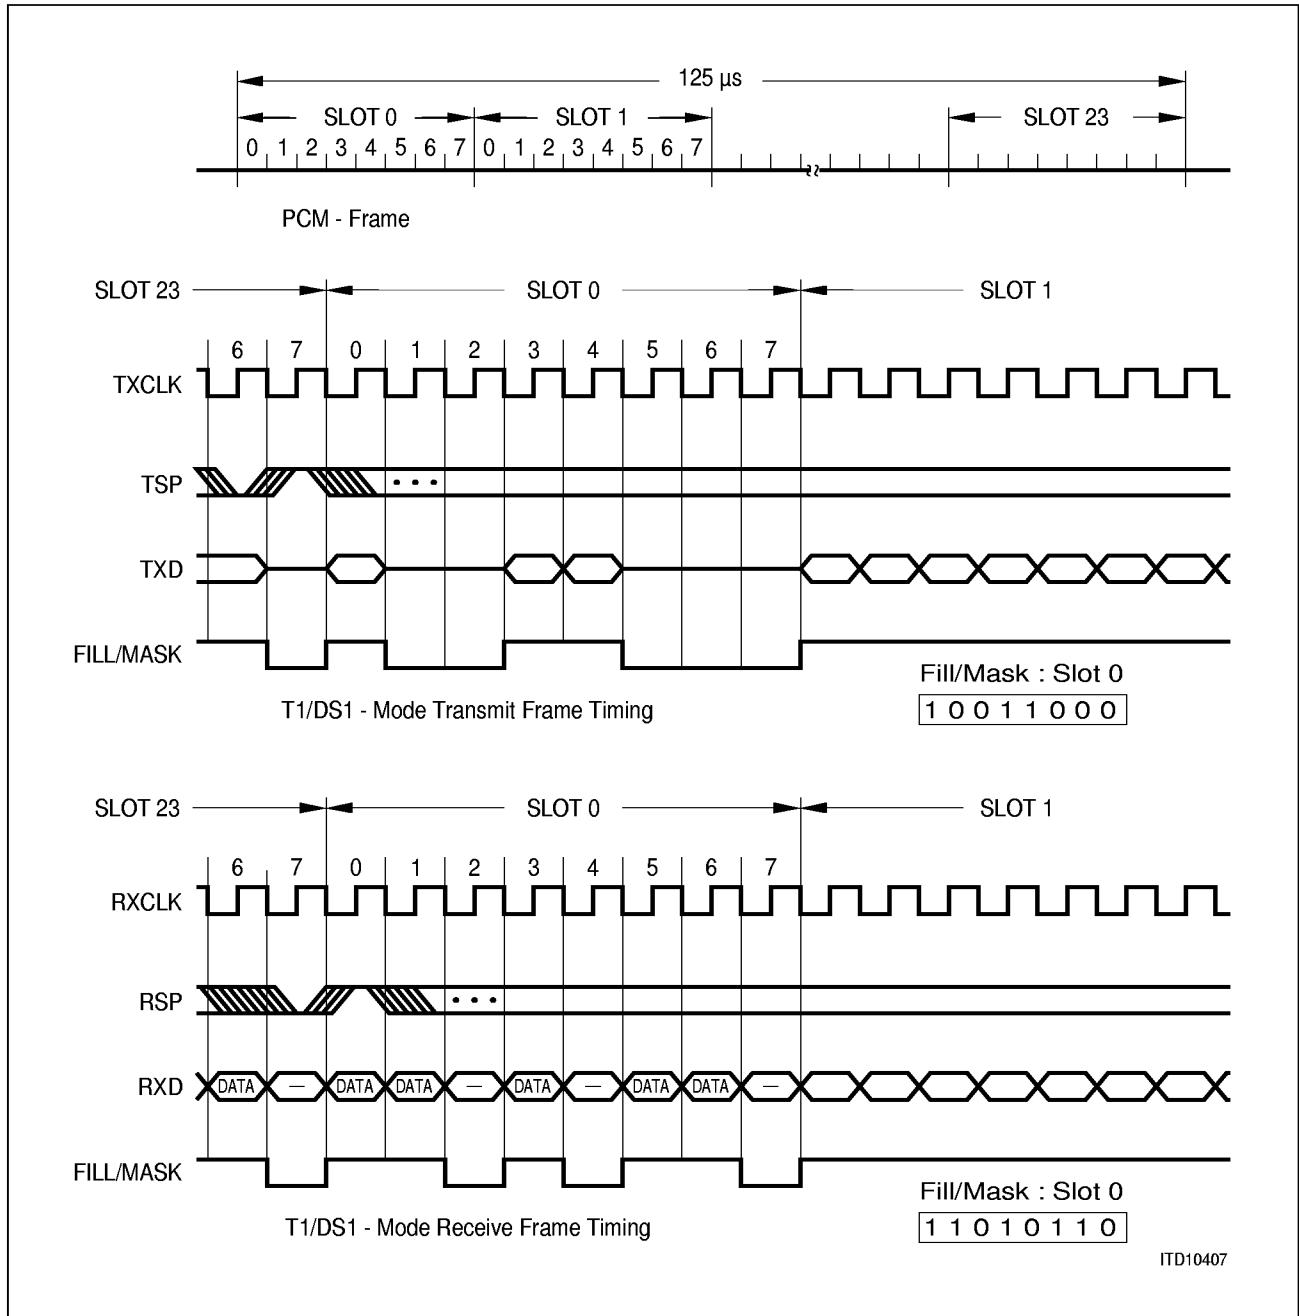 125 µs
SLOT 0 SLOT 1 SLOT 23
0 1 2 3 4 5 6 7 0 1 2 3 4 5 6 7
PCM - Frame
SLOT 23 SLOT 0 SLOT 1
6 7 0 1 2 3 4 5 6 7
TXCLK
TSP
TXD
FILL/MASK
Fill/Mask : Slot 0
T1/DS1 - Mode Transmit Frame Timing
1 0 0 1 1 0 0 0
SLOT 23 SLOT 0 SLOT 1
6 7 0 1 2 3 4 5 6 7
RXCLK
RSP
RXD DATA — DATA DATA — DATA — DATA DATA —
FILL/MASK
Fill/Mask : Slot 0
T1/DS1 - Mode Receive Frame Timing
1 1 0 1 0 1 1 0
ITD10407